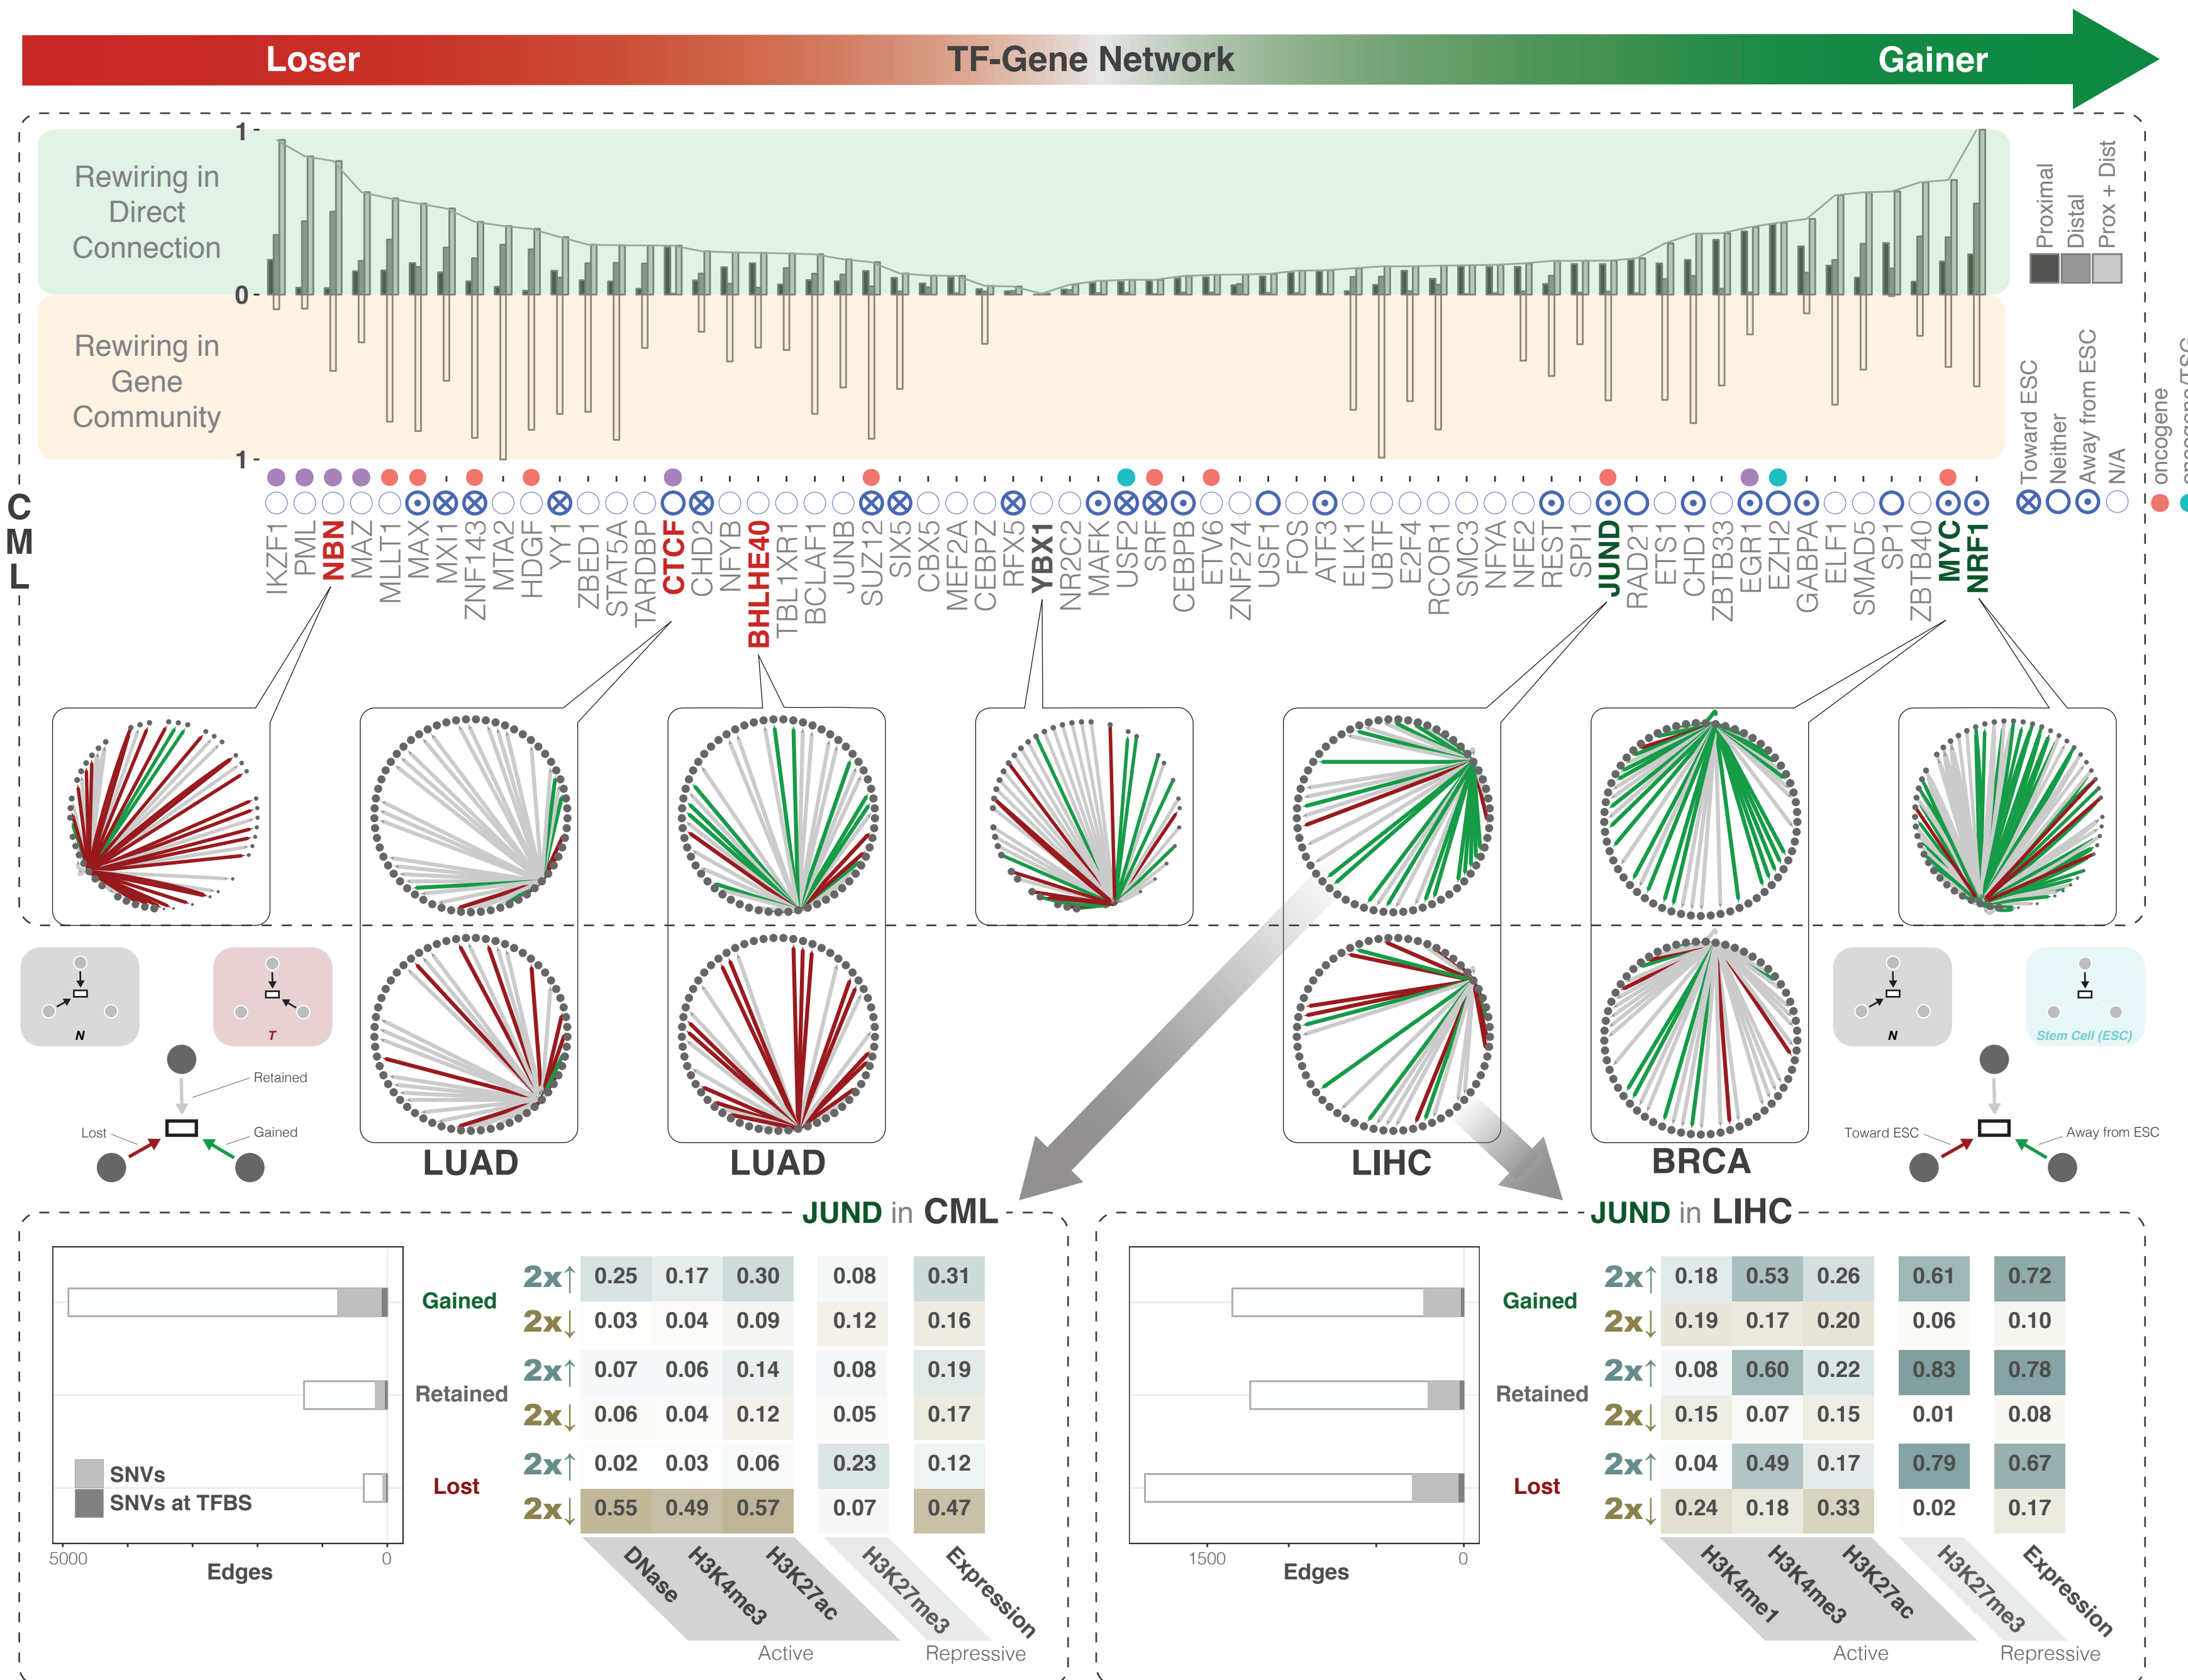 Loser
TF-Gene Network
Gainer
1
Rewiring in
Direct
Connection
0
Rewiring in
Gene
Community
1
Proximal
Distal
Prox + Dist
Toward ESC
Neither
Away from ESC
N/A
oncogene
CML
IKZF1
PML
NBN
MAZ
MLLT1
MAX
MXI1
ZNF143
MTA2
HDGF
YY1
ZBED1
STAT5A
TARDBP
CTCF
CHD2
NFYB
BHLHE40
TBL1XR1
BCLAF1
JUNB
SUZ12
SIX5
CBX5
MEF2A
CEBPZ
RFX5
YBX1
NR2C2
MAFK
USF2
SRF
CEBPB
ETV6
ZNF274
USF1
FOS
ATF3
ELK1
UBTF
E2F4
RCOR1
SMC3
NFYA
NFE2
REST
SPI1
JUND
RAD21
ETS1
CHD1
ZBTB33
EGR1
EZH2
GABPA
ELF1
SMAD5
SP1
ZBTB40
MYC
NRF1
N
T
Retained
Lost
Gained
LUAD
LUAD
LIHC
BRCA
N
Stem Cell (ESC)
Toward ESC
Away from ESC
JUND in CML
Gained
Retained
Lost
SNVs
SNVs at TFBS
5000
0
Edges
2x↑ 0.25 0.17 0.30 0.08 0.31
2x↓ 0.03 0.04 0.09 0.12 0.16
2x↑ 0.07 0.06 0.14 0.08 0.19
2x↓ 0.06 0.04 0.12 0.05 0.17
2x↑ 0.02 0.03 0.06 0.23 0.12
2x↓ 0.55 0.49 0.57 0.07 0.47
DNase
H3K4me3
H3K27ac
H3K27me3
Expression
Active
Repressive
JUND in LIHC
Gained
Retained
Lost
1500
0
Edges
2x↑ 0.18 0.53 0.26 0.61 0.72
2x↓ 0.19 0.17 0.20 0.06 0.10
2x↑ 0.08 0.60 0.22 0.83 0.78
2x↓ 0.15 0.07 0.15 0.01 0.08
2x↑ 0.04 0.49 0.17 0.79 0.67
2x↓ 0.24 0.18 0.33 0.02 0.17
H3K4me1
H3K4me3
H3K27ac
H3K27me3
Expression
Active
Repressive